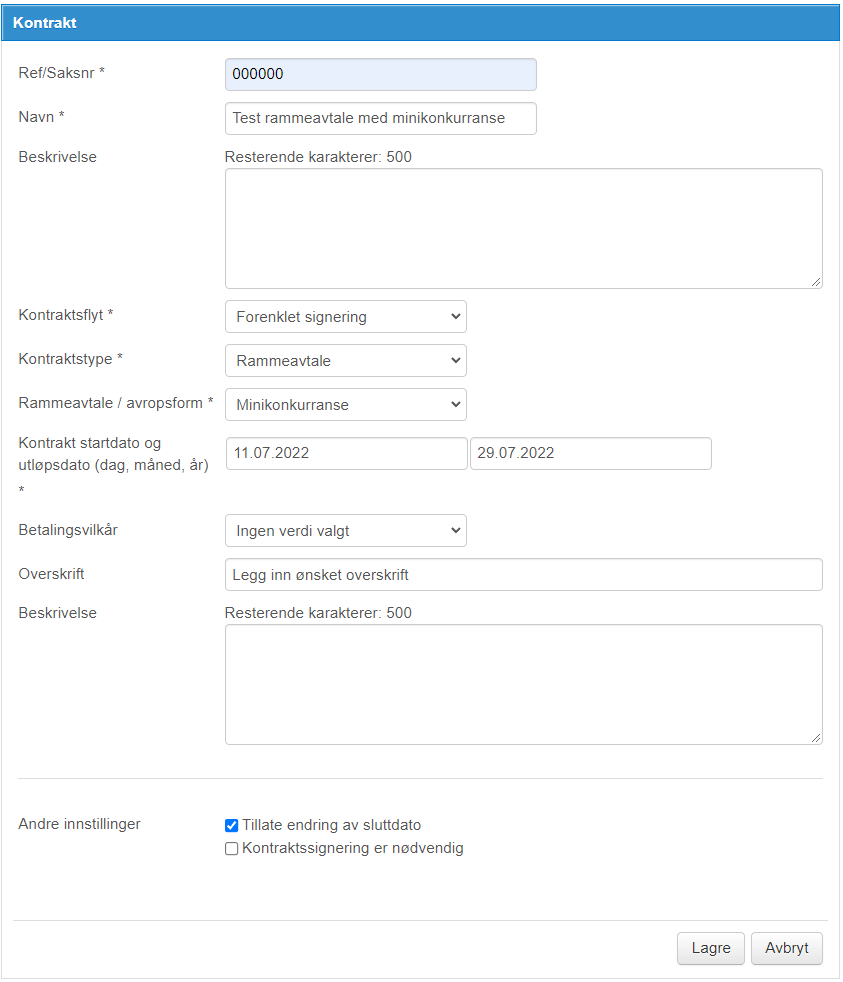 Kontrakt
Ref/Saksnr *
000000
Navn *
Test rammeavtale med minikonkurranse
Beskrivelse
Resterende karakterer: 500
Kontraktsflyt *
Forenklet signering
Kontraktstype *
Rammeavtale
Rammeavtale / avropsform *
Minikonkurranse
Kontrakt startdato og
utløpsdato (dag, måned, år)
*
11.07.2022
29.07.2022
Betalingsvilkår
Ingen verdi valgt
Overskrift
Legg inn ønsket overskrift
Beskrivelse
Resterende karakterer: 500
Andre innstillinger
Tillate endring av sluttdato
Kontraktssignering er nødvendig
Lagre
Avbryt